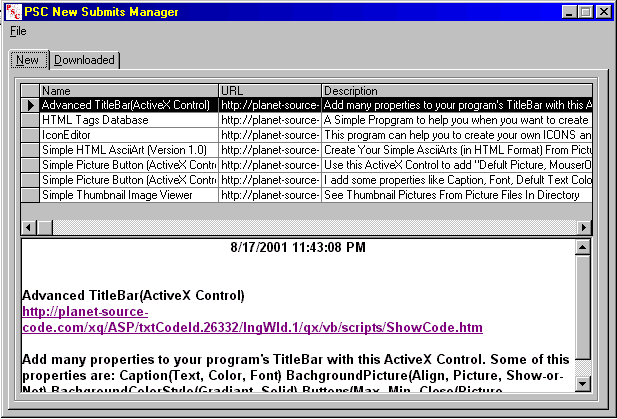 PSC New Submits Manager
File
New Downloaded
Name URL Description
Advanced TitleBar(ActiveX Control) http://planet-source- Add many properties to your program's TitleBar with this A
HTML Tags Database http://planet-source- A Simple Propgram to help you when you want to create
IconEditor http://planet-source- This program can help you to create your own ICONS an
Simple HTML AsciiArt (Version 1.0) http://planet-source- Create Your Simple AsciiArts (in HTML Format) From Pictu
Simple Picture Button (ActiveX Contr http://planet-source- Use this ActiveX Control to add "Defult Picture, MouseO
Simple Picture Button (ActiveX Contr http://planet-source- I add some properties like Caption, Font, Defult Text Colo
Simple Thumbnail Image Viewer http://planet-source- See Thumbnail Pictures From Picture Files In Directory
8/17/2001 11:43:08 PM
Advanced TitleBar(ActiveX Control)
http://planet-source-
code.com/xq/ASP/txtCodeId.26332/lngWId.1/qx/vb/scripts/ShowCode.htm
Add many properties to your program's TitleBar with this ActiveX Control. Some of this
properties are: Caption(Text, Color, Font) BachgroundPicture(Align, Picture, Show-or-
Not) BackgroundColorStyle(Gradiant, Solid) Buttons(Max, Min, Close(Picture,